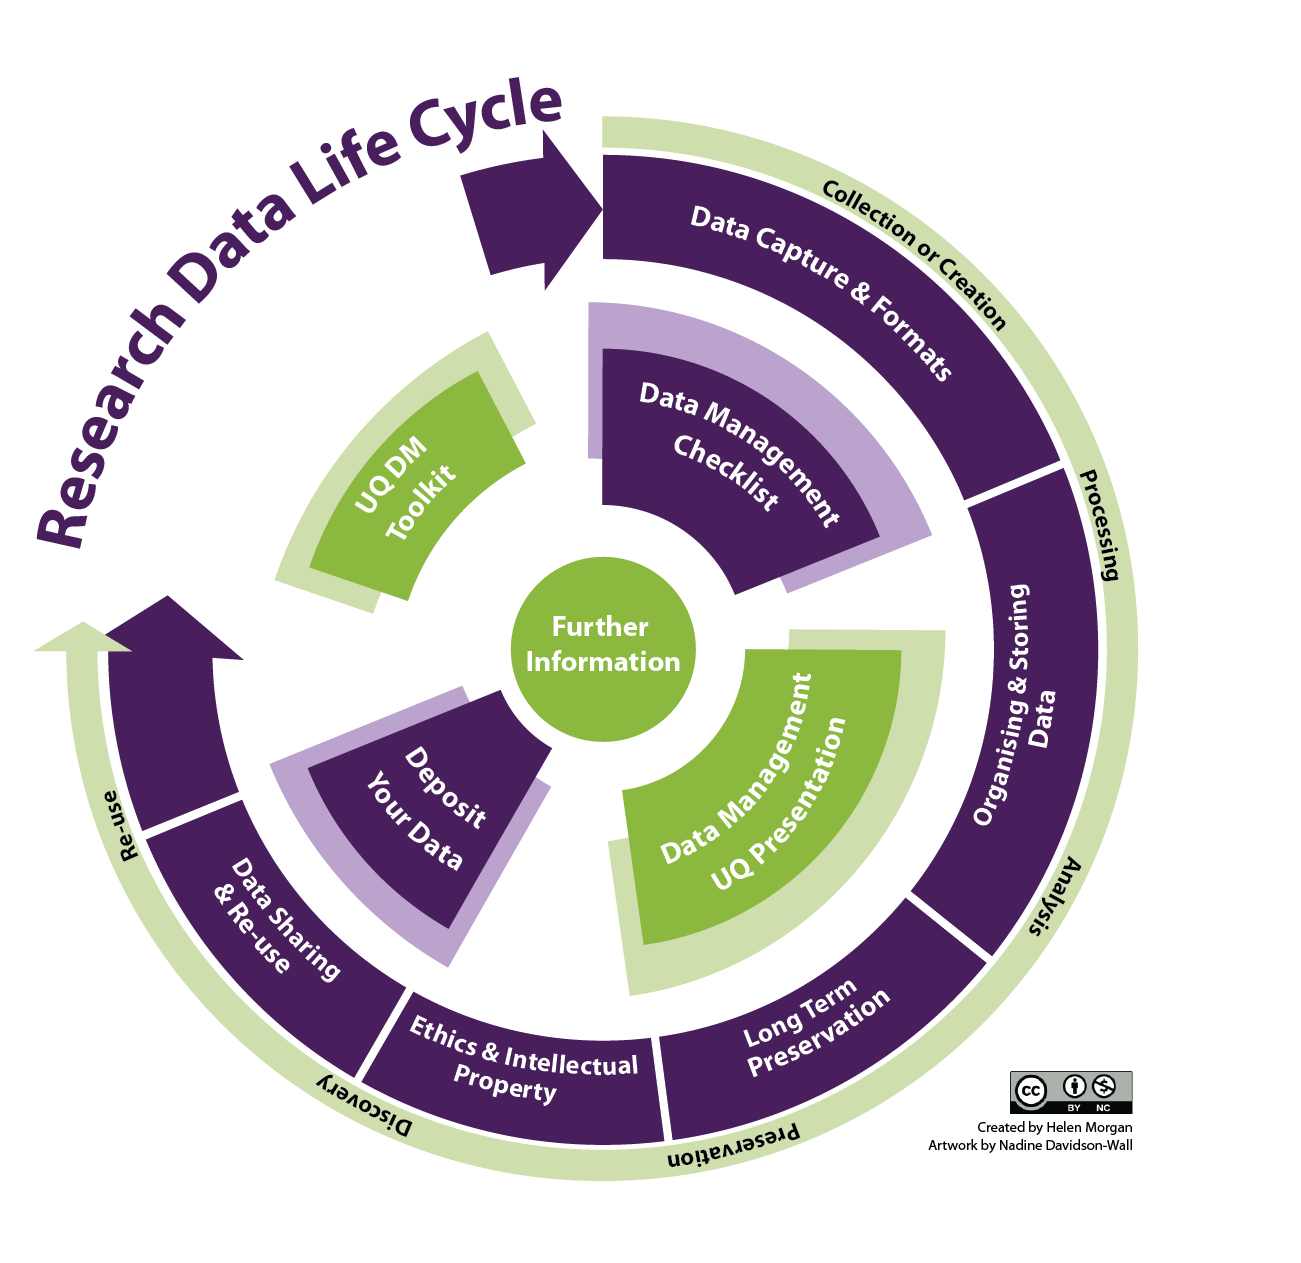 Research Data Life Cycle
Collection or Creation
Processing
Analysis
Preservation
Discovery
Re-use
Data Capture & Formats
Organising & Storing
Data
Long Term
Preservation
Ethics & Intellectual
Property
Data Sharing
& Re-use
Data Management
Checklist
Data Management
UQ Presentation
Deposit
Your Data
UQ DM
Toolkit
Further
Information
cc
BY NC
Created by Helen Morgan
Artwork by Nadine Davidson-Wall